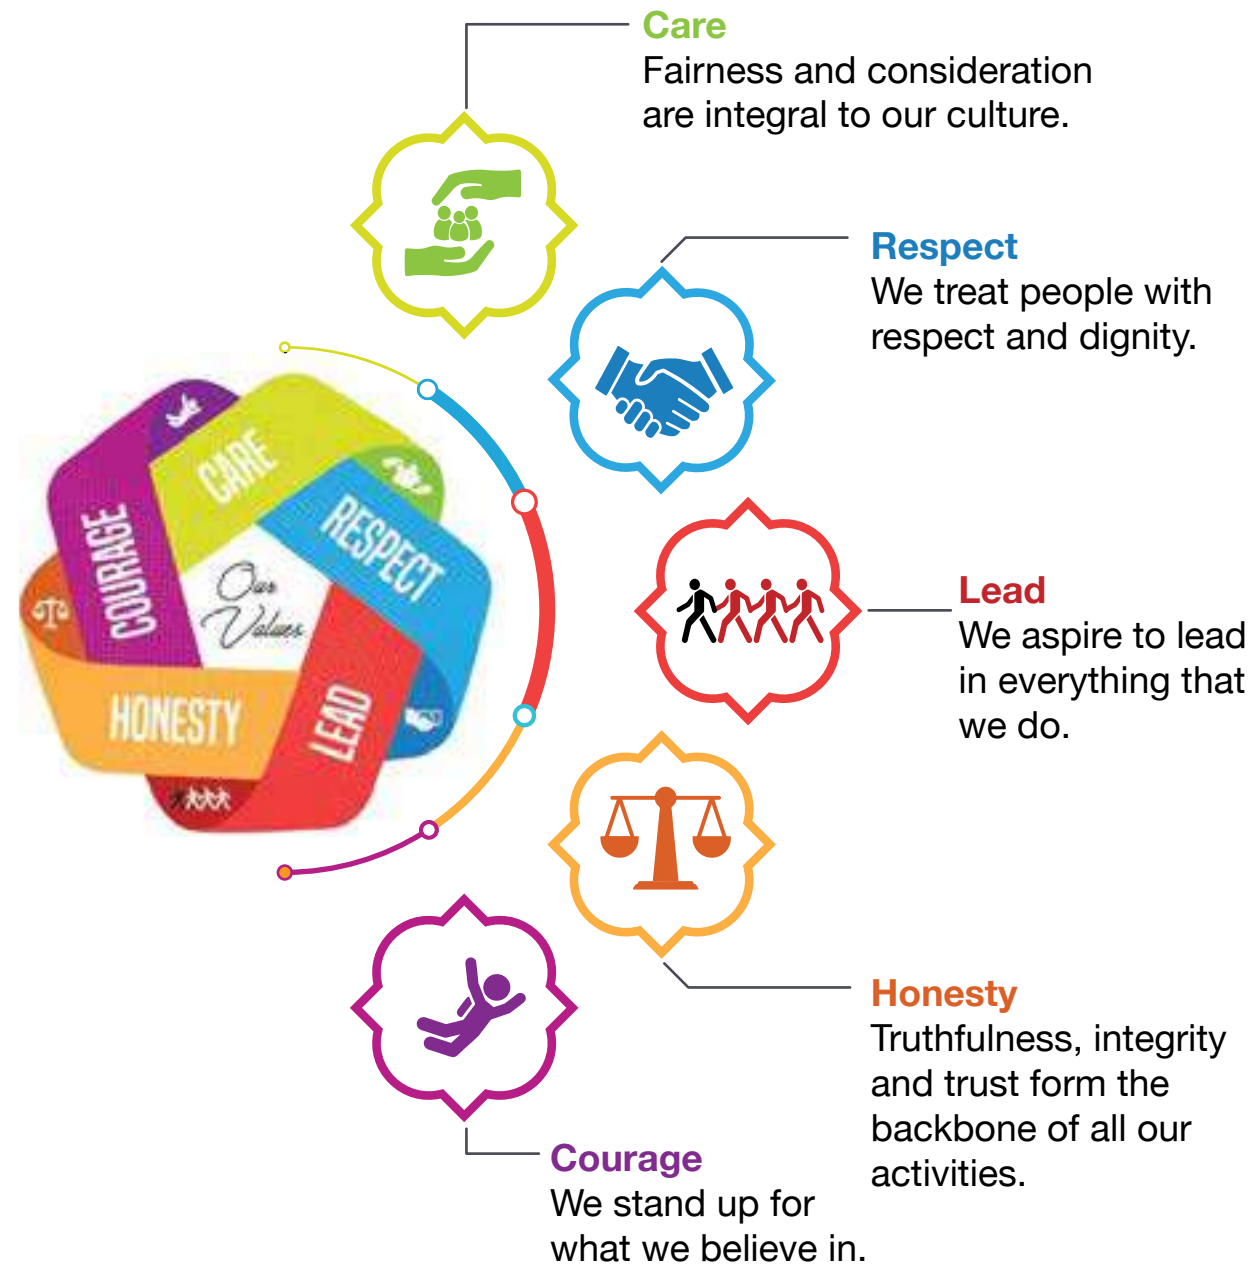 Care
Fairness and consideration
are integral to our culture.
Respect
We treat people with
respect and dignity.
CARE
RESPECT
COURAGE
Our
Values
HONESTY
LEAD
Lead
We aspire to lead
in everything that
we do.
Honesty
Truthfulness, integrity
and trust form the
backbone of all our
activities.
Courage
We stand up for
what we believe in.